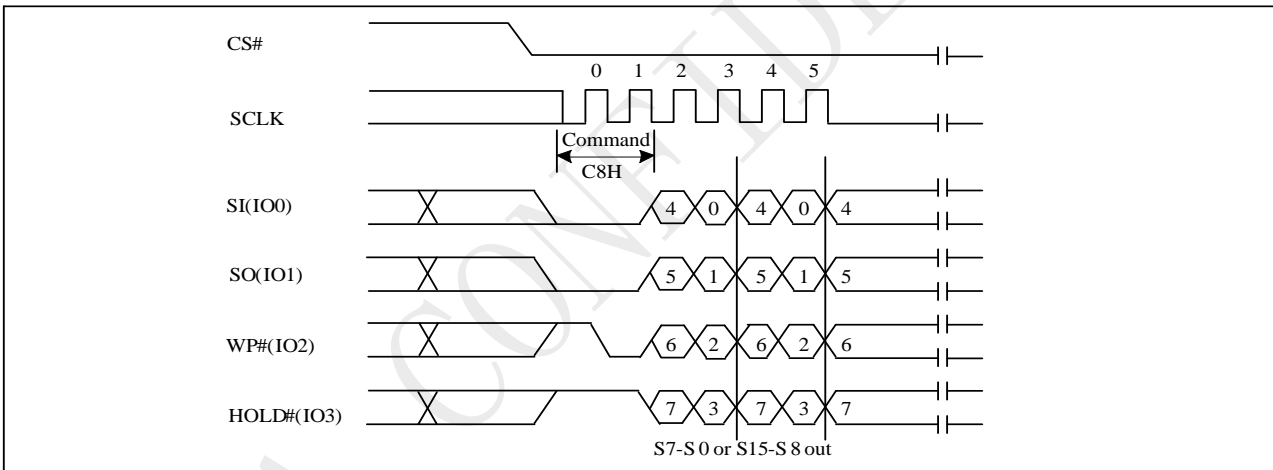 CS#
0 1 2 3 4 5
SCLK
Command
C8H
SI(IO0) 4 0 4 0 4
SO(IO1) 5 1 5 1 5
WP#(IO2) 6 2 6 2 6
HOLD#(IO3) 7 3 7 3 7
S7-S 0 or S15-S 8 out